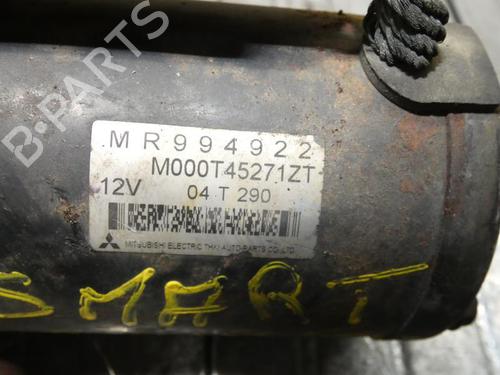 B-PARTS
MR994922
M000T45271ZT
12V 04 T 290
MITSUBISHI ELECTRIC THAI AUTO-PARTS CO.,LTD.
SMART